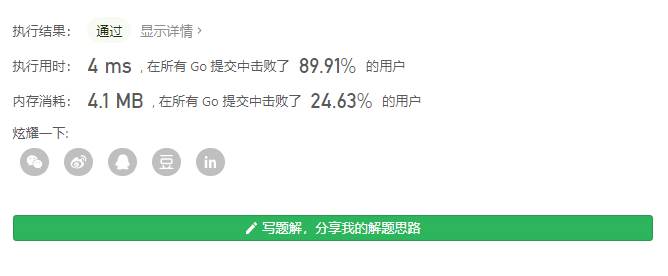 执行结果： 通过 显示详情 ›
执行用时： 4 ms , 在所有 Go 提交中击败了 89.91% 的用户
内存消耗： 4.1 MB , 在所有 Go 提交中击败了 24.63% 的用户
炫耀一下:
豆 in
写题解，分享我的解题思路